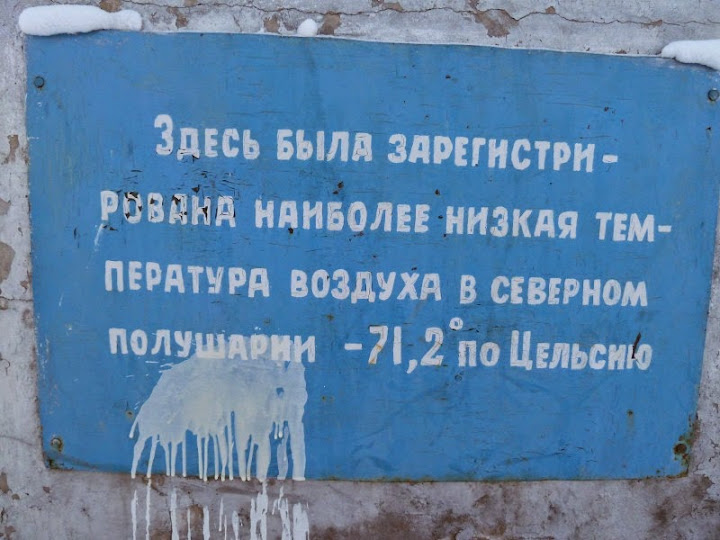 Здесь была зарегистри-
рована наиболее низкая тем-
пература воздуха в северном
полушарии -71,2° по Цельсию